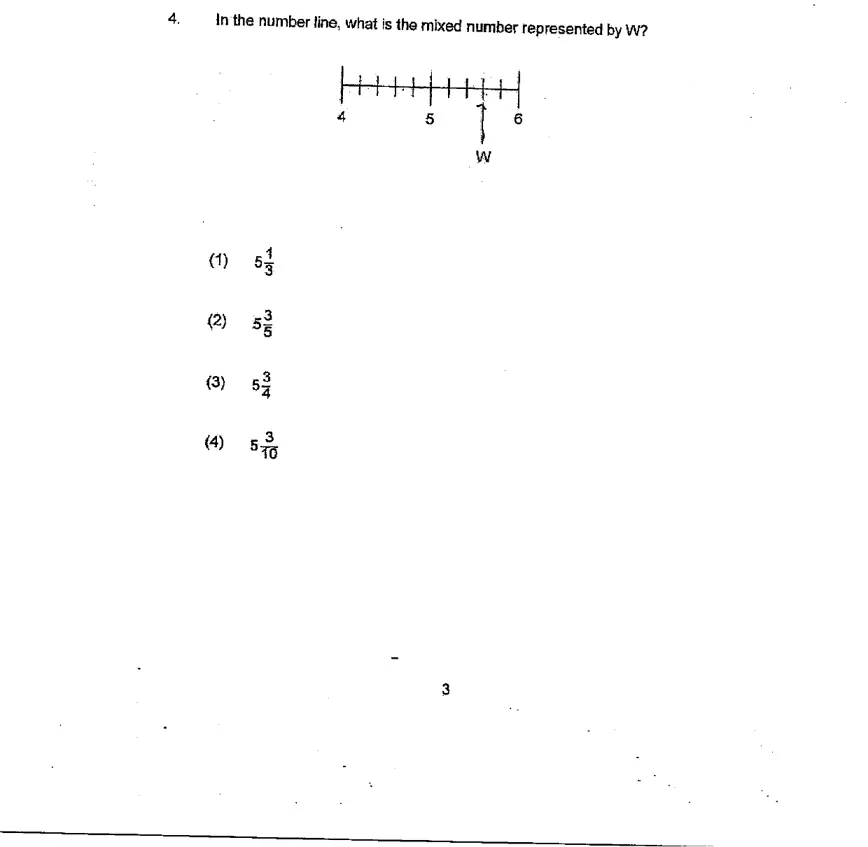 4. In the number line, what is the mixed number represented by W?
4 5 6
W
(1) 5 1/3
(2) 5 3/5
(3) 5 3/4
(4) 5 3/10
3